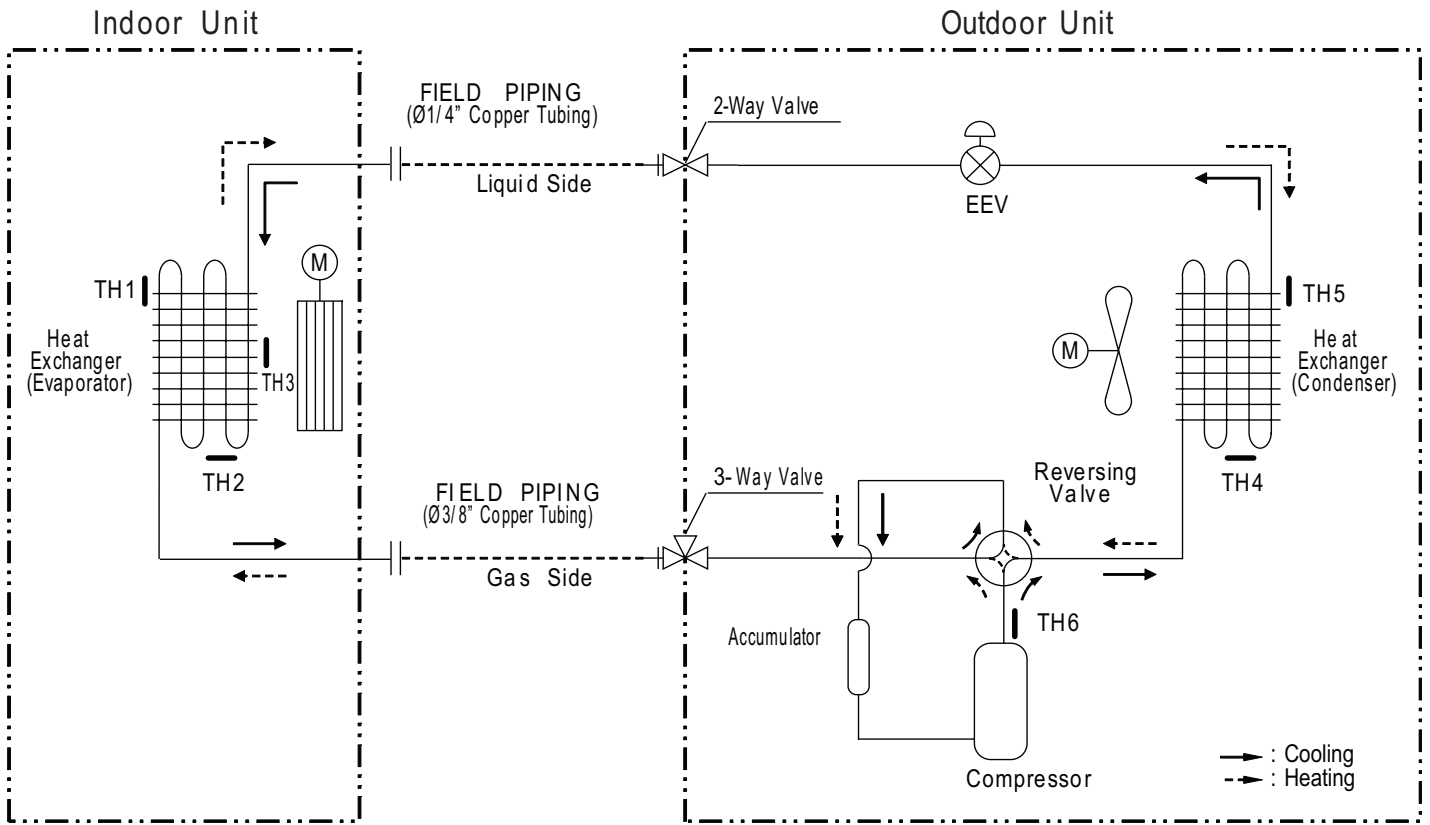 Indoor Unit
Outdoor Unit
FIELD PIPING
(Ø1/4” Copper Tubing)
2-Way Valve
Liquid Side
EEV
M
TH1
TH5
Heat
Exchanger
(Evaporator)
TH3
M
Heat
Exchanger
(Condenser)
TH2
TH4
FIELD PIPING
(Ø3/8” Copper Tubing)
3-Way Valve
Reversing
Valve
Gas Side
Accumulator
TH6
Compressor
: Cooling
: Heating